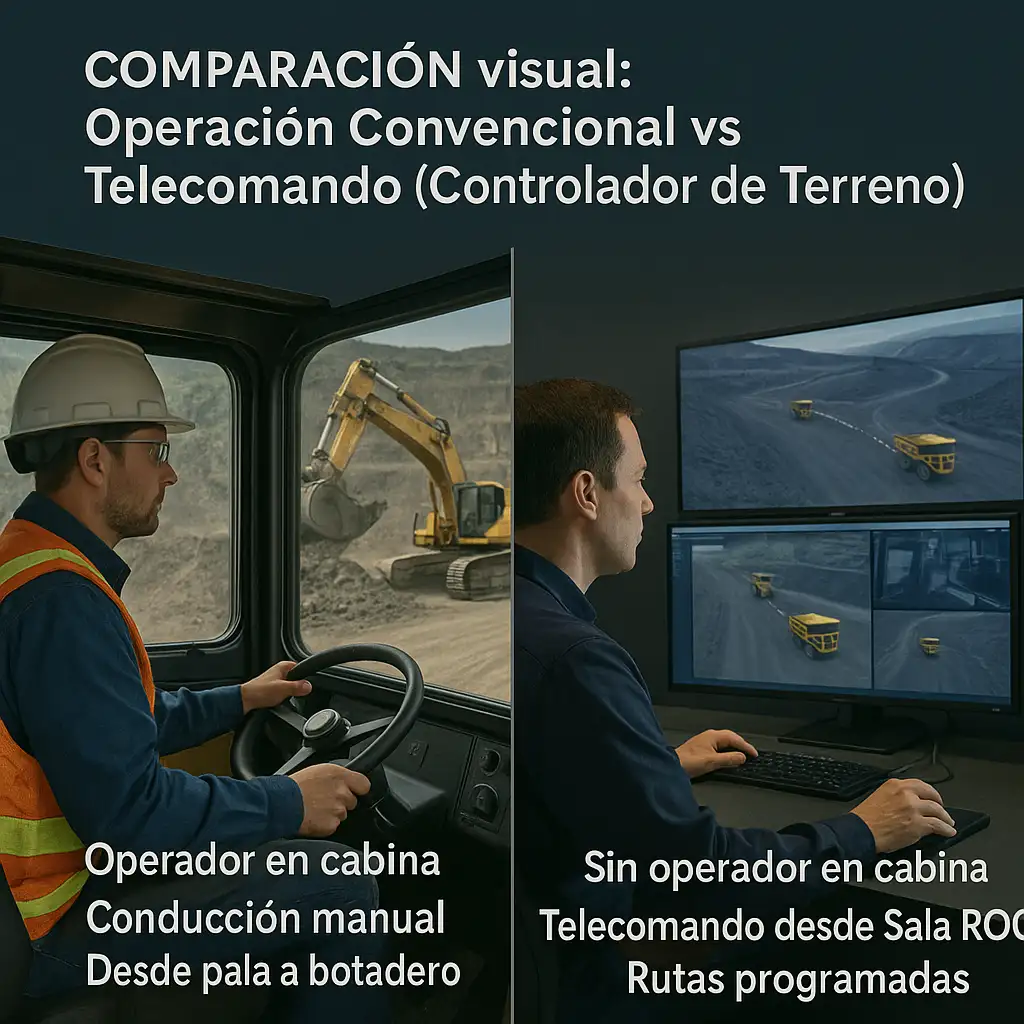 COMPARACIÓN visual:
Operación Convencional vs
Telecomando (Controlador de Terreno)
Operador en cabina
Conducción manual
Desde pala a botadero
Sin operador en cabina
Telecomando desde Sala ROC
Rutas programadas